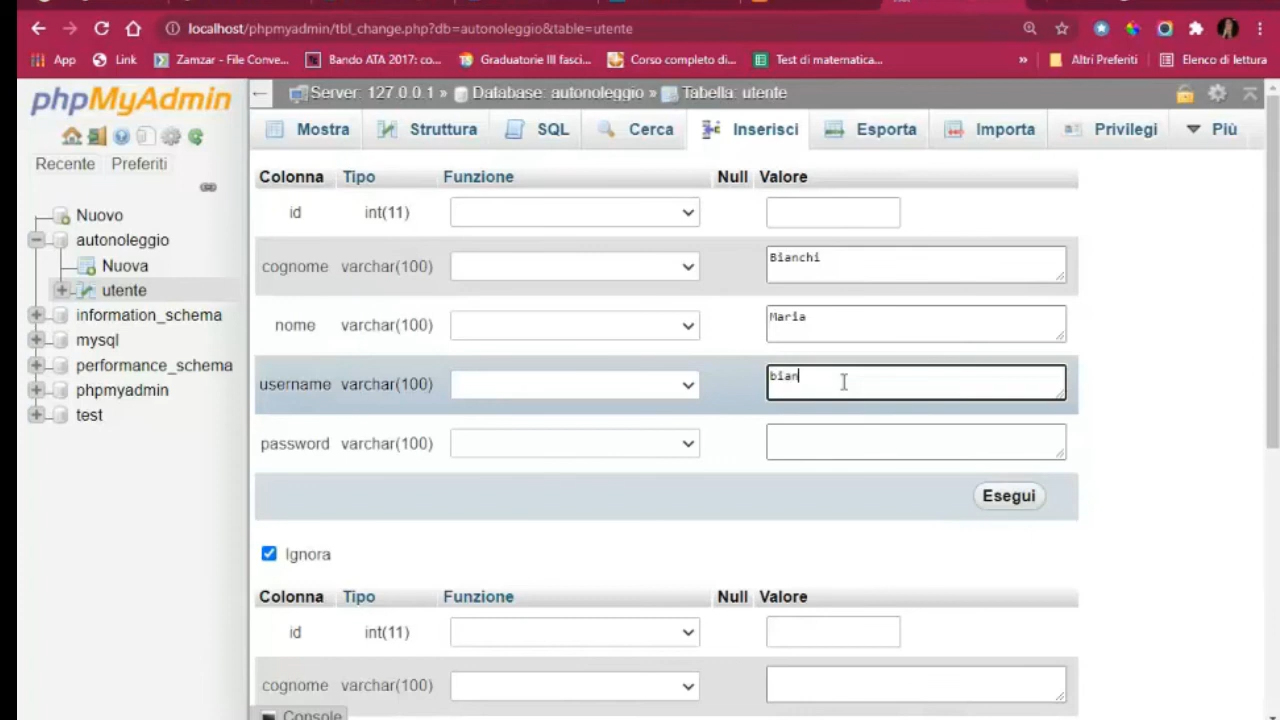 localhost/phpmyadmin/tbl_change.php?db=autonoleggio&table=utente
App Link Zamzar - File Conve... Bando ATA 2017: co... Graduatorie III fasci... Corso completo di... Test di matematica... » Altri Preferiti Elenco di lettura
phpMyAdmin
Recente Preferiti
Nuovo
autonoleggio
Nuova
utente
information_schema
mysql
performance_schema
phpmyadmin
test
Server: 127.0.0.1 » Database: autonoleggio » Tabella: utente
Mostra Struttura SQL Cerca Inserisci Esporta Importa Privilegi Più
Colonna Tipo Funzione Null Valore
id int(11)
cognome varchar(100) Bianchi
nome varchar(100) Maria
username varchar(100) bian
password varchar(100)
Esegui
Ignora
Colonna Tipo Funzione Null Valore
id int(11)
cognome varchar(100)
Console